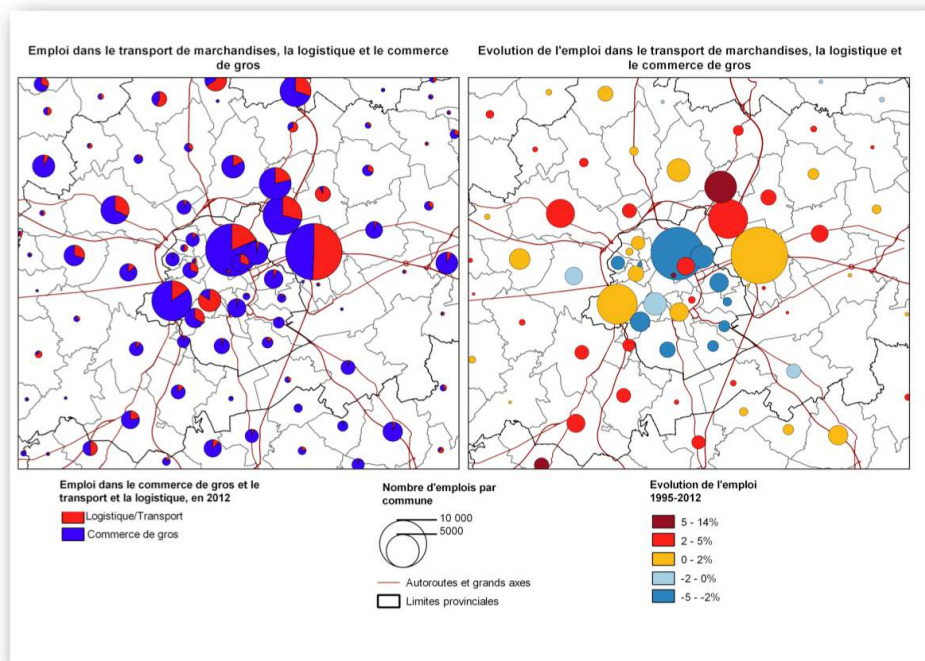 Emploi dans le transport de marchandises, la logistique et le commerce
de gros
Evolution de l'emploi dans le transport de marchandises, la logistique et
le commerce de gros
Emploi dans le commerce de gros et le
transport et la logistique, en 2012
Logistique/Transport
Commerce de gros
Nombre d'emplois par
commune
10 000
5000
Autoroutes et grands axes
Limites provinciales
Evolution de l'emploi
1995-2012
5 - 14%
2 - 5%
0 - 2%
-2 - 0%
-5 - -2%